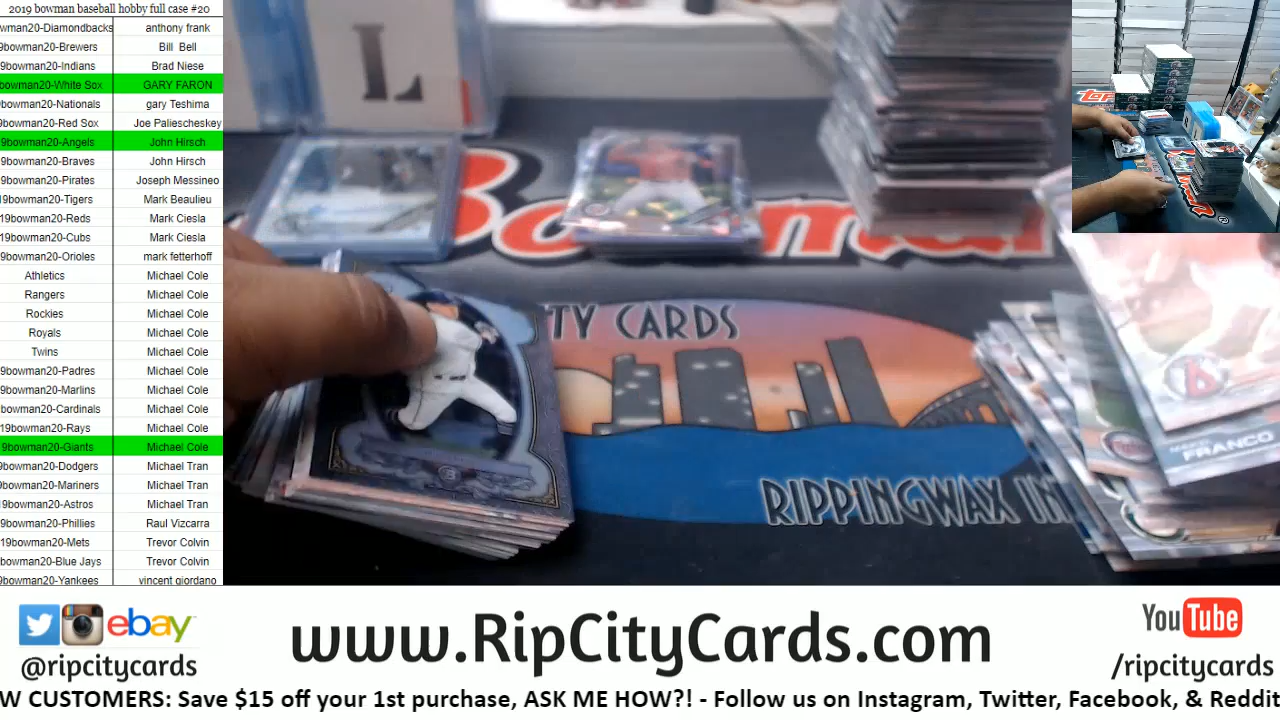 2019 bowman baseball hobby full case #20
wman20-Diamondbacks anthony frank
9bowman20-Brewers Bill Bell
9bowman20-Indians Brad Niese
bowman20-White Sox GARY FARON
bowman20-Nationals gary Teshima
bowman20-Red Sox Joe Paliescheskey
9bowman20-Angels John Hirsch
9bowman20-Braves John Hirsch
9bowman20-Pirates Joseph Messineo
9bowman20-Tigers Mark Beaulieu
19bowman20-Reds Mark Ciesla
19bowman20-Cubs Mark Ciesla
9bowman20-Orioles mark fetterhoff
Athletics Michael Cole
Rangers Michael Cole
Rockies Michael Cole
Royals Michael Cole
Twins Michael Cole
9bowman20-Padres Michael Cole
9bowman20-Marlins Michael Cole
bowman20-Cardinals Michael Cole
19bowman20-Rays Michael Cole
9bowman20-Giants Michael Cole
9bowman20-Dodgers Michael Tran
9bowman20-Mariners Michael Tran
9bowman20-Astros Michael Tran
9bowman20-Phillies Raul Vizcarra
19bowman20-Mets Trevor Colvin
bowman20-Blue Jays Trevor Colvin
9bowman20-Yankees vincent giordano
L
Bowman
TY CARDS
RIPPINGWAX IN
FRANCO
ebay
@ripcitycards
www.RipCityCards.com
YouTube
/ripcitycards
W CUSTOMERS: Save $15 off your 1st purchase, ASK ME HOW?! - Follow us on Instagram, Twitter, Facebook, & Reddit